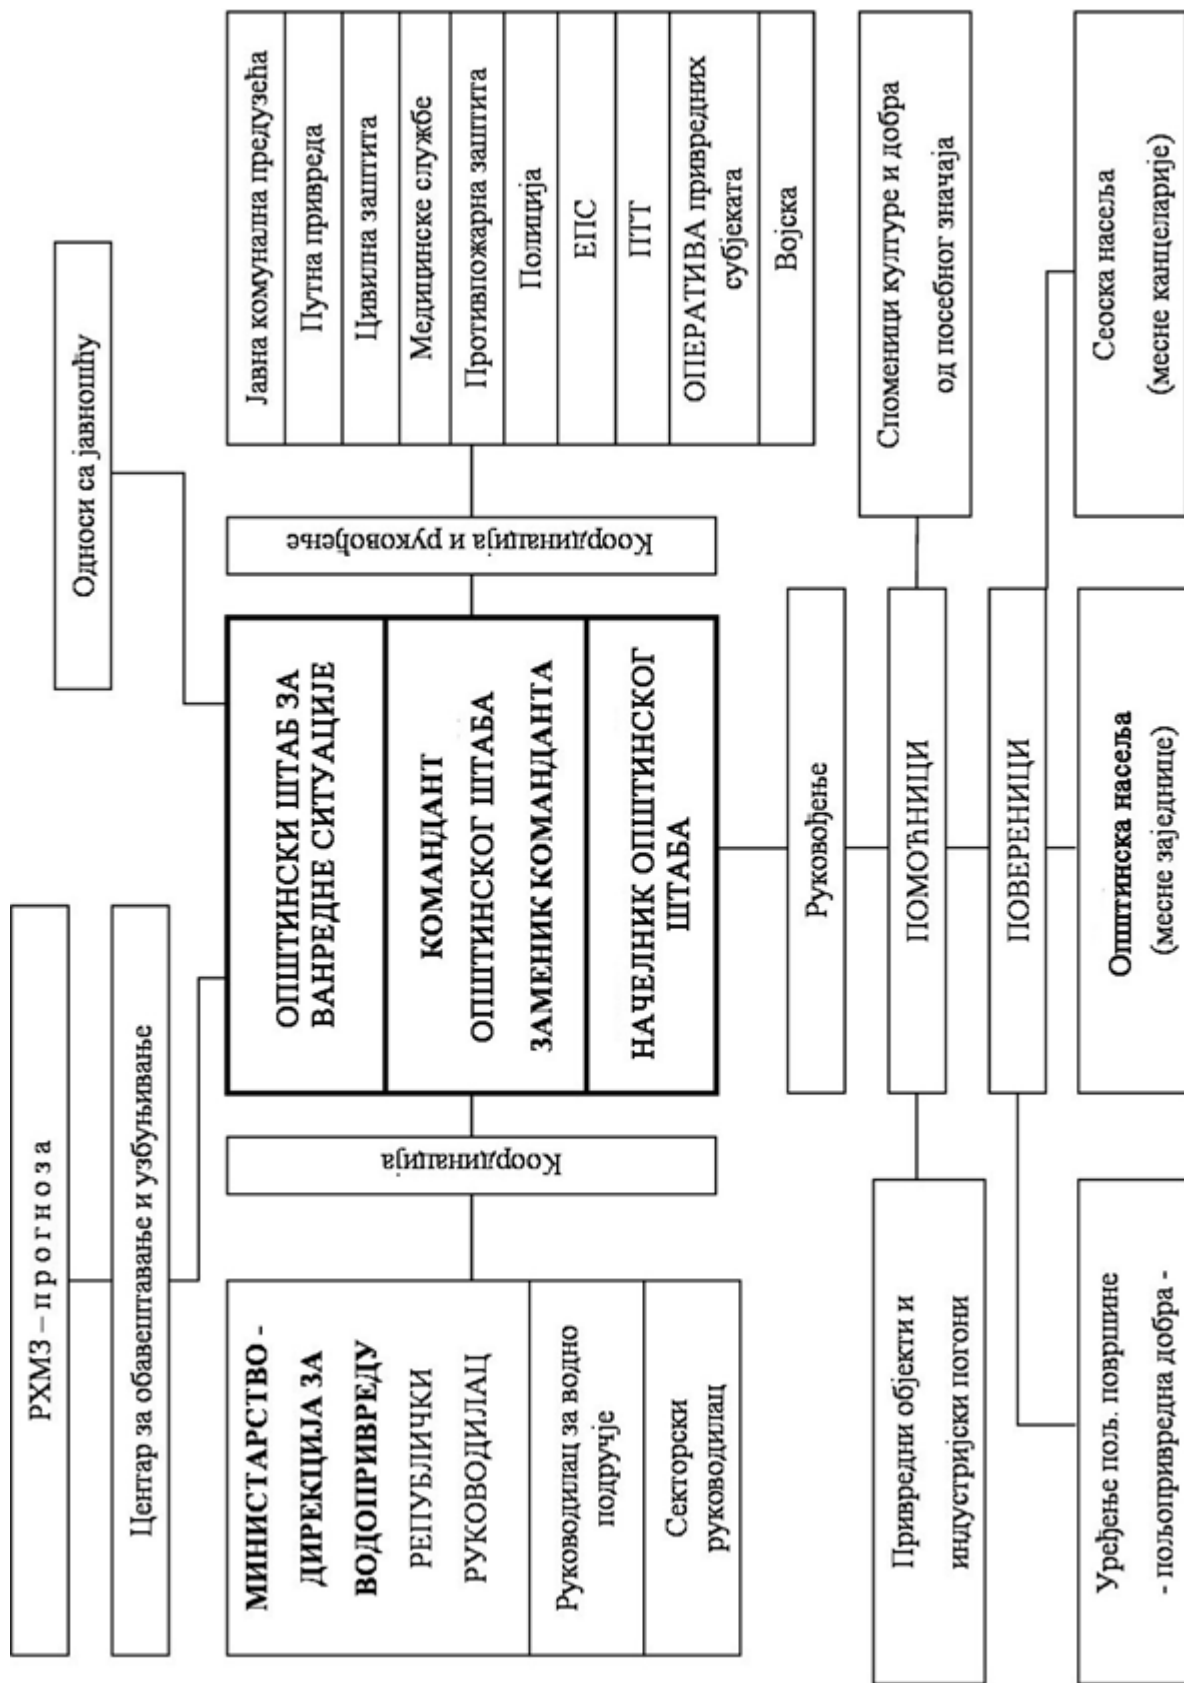 РХМЗ – п р о г н о з а
Центар за обавештавање и узбуњивање
Односи са јавношћу
МИНИСТАРСТВО -
ДИРЕКЦИЈА ЗА
ВОДОПРИВРЕДУ
РЕПУБЛИЧКИ
РУКОВОДИЛАЦ
Руководилац за водно
подручје
Секторски
руководилац
Координација
ОПШТИНСКИ ШТАБ ЗА
ВАНРЕДНЕ СИТУАЦИЈЕ
КОМАНДАНТ
ОПШТИНСКОГ ШТАБА
ЗАМЕНИК КОМАНДАНТА
НАЧЕЛНИК ОПШТИНСКОГ
ШТАБА
Координација и руковођење
Јавна комунална предузећа
Путна привреда
Цивилна заштита
Медицинске службе
Противпожарна заштита
Полиција
ЕПС
ПТТ
ОПЕРАТИВА привредних
субјеката
Војска
Руковођење
Привредни објекти и
индустријски погони
ПОМОЋНИЦИ
Споменици културе и добра
од посебног значаја
ПОВЕРЕНИЦИ
Уређење пољ. површине
- пољопривредна добра -
Општинска насеља
(месне заједнице)
Сеоска насеља
(месне канцеларије)